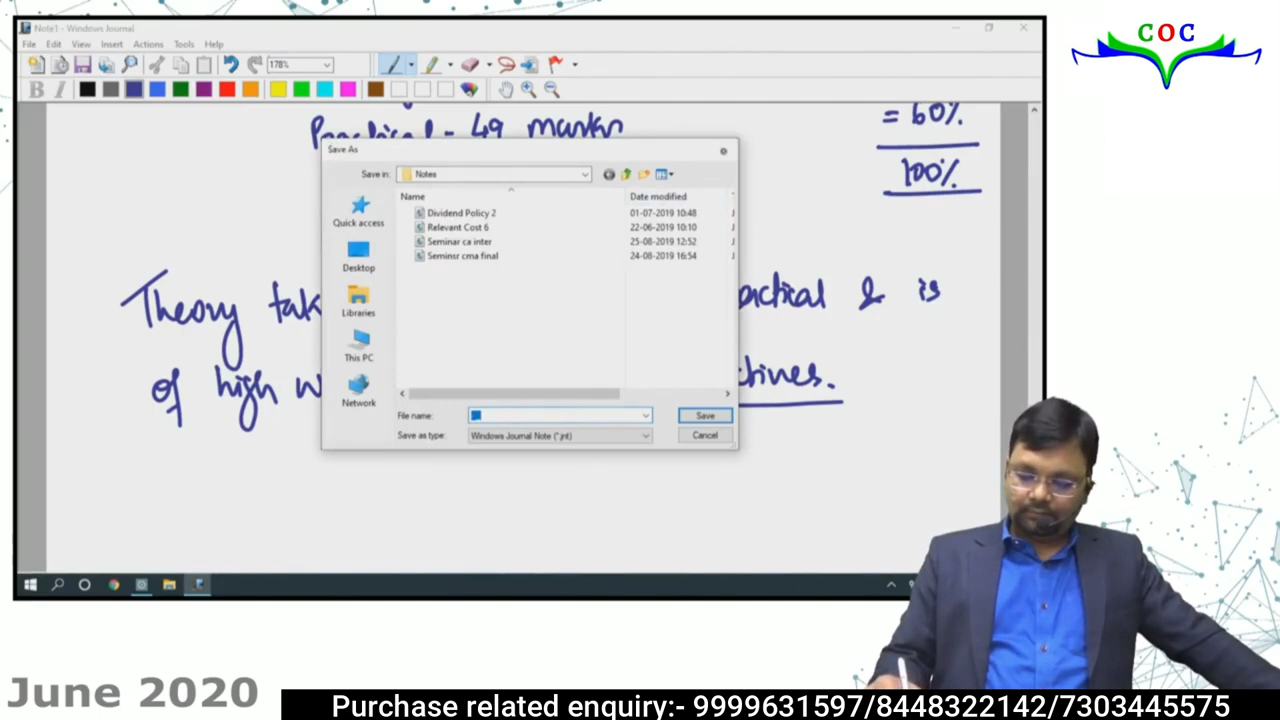 Note1 - Windows Journal
File Edit View Insert Actions Tools Help
178%
B I
COC
Practical - 49 marks
= 60%
100%
Save As
Save in: Notes
Name Date modified
Dividend Policy 2 01-07-2019 10:48
Relevant Cost 6 22-06-2019 10:10
Seminar ca inter 25-08-2019 12:52
Seminsr cma final 24-08-2019 16:54
Quick access
Desktop
Libraries
This PC
Network
File name:
Save
Save as type: Windows Journal Note (*.jnt)
Cancel
Theory tak actical & is
of high w ctives.
June 2020
Purchase related enquiry:- 9999631597/8448322142/7303445575